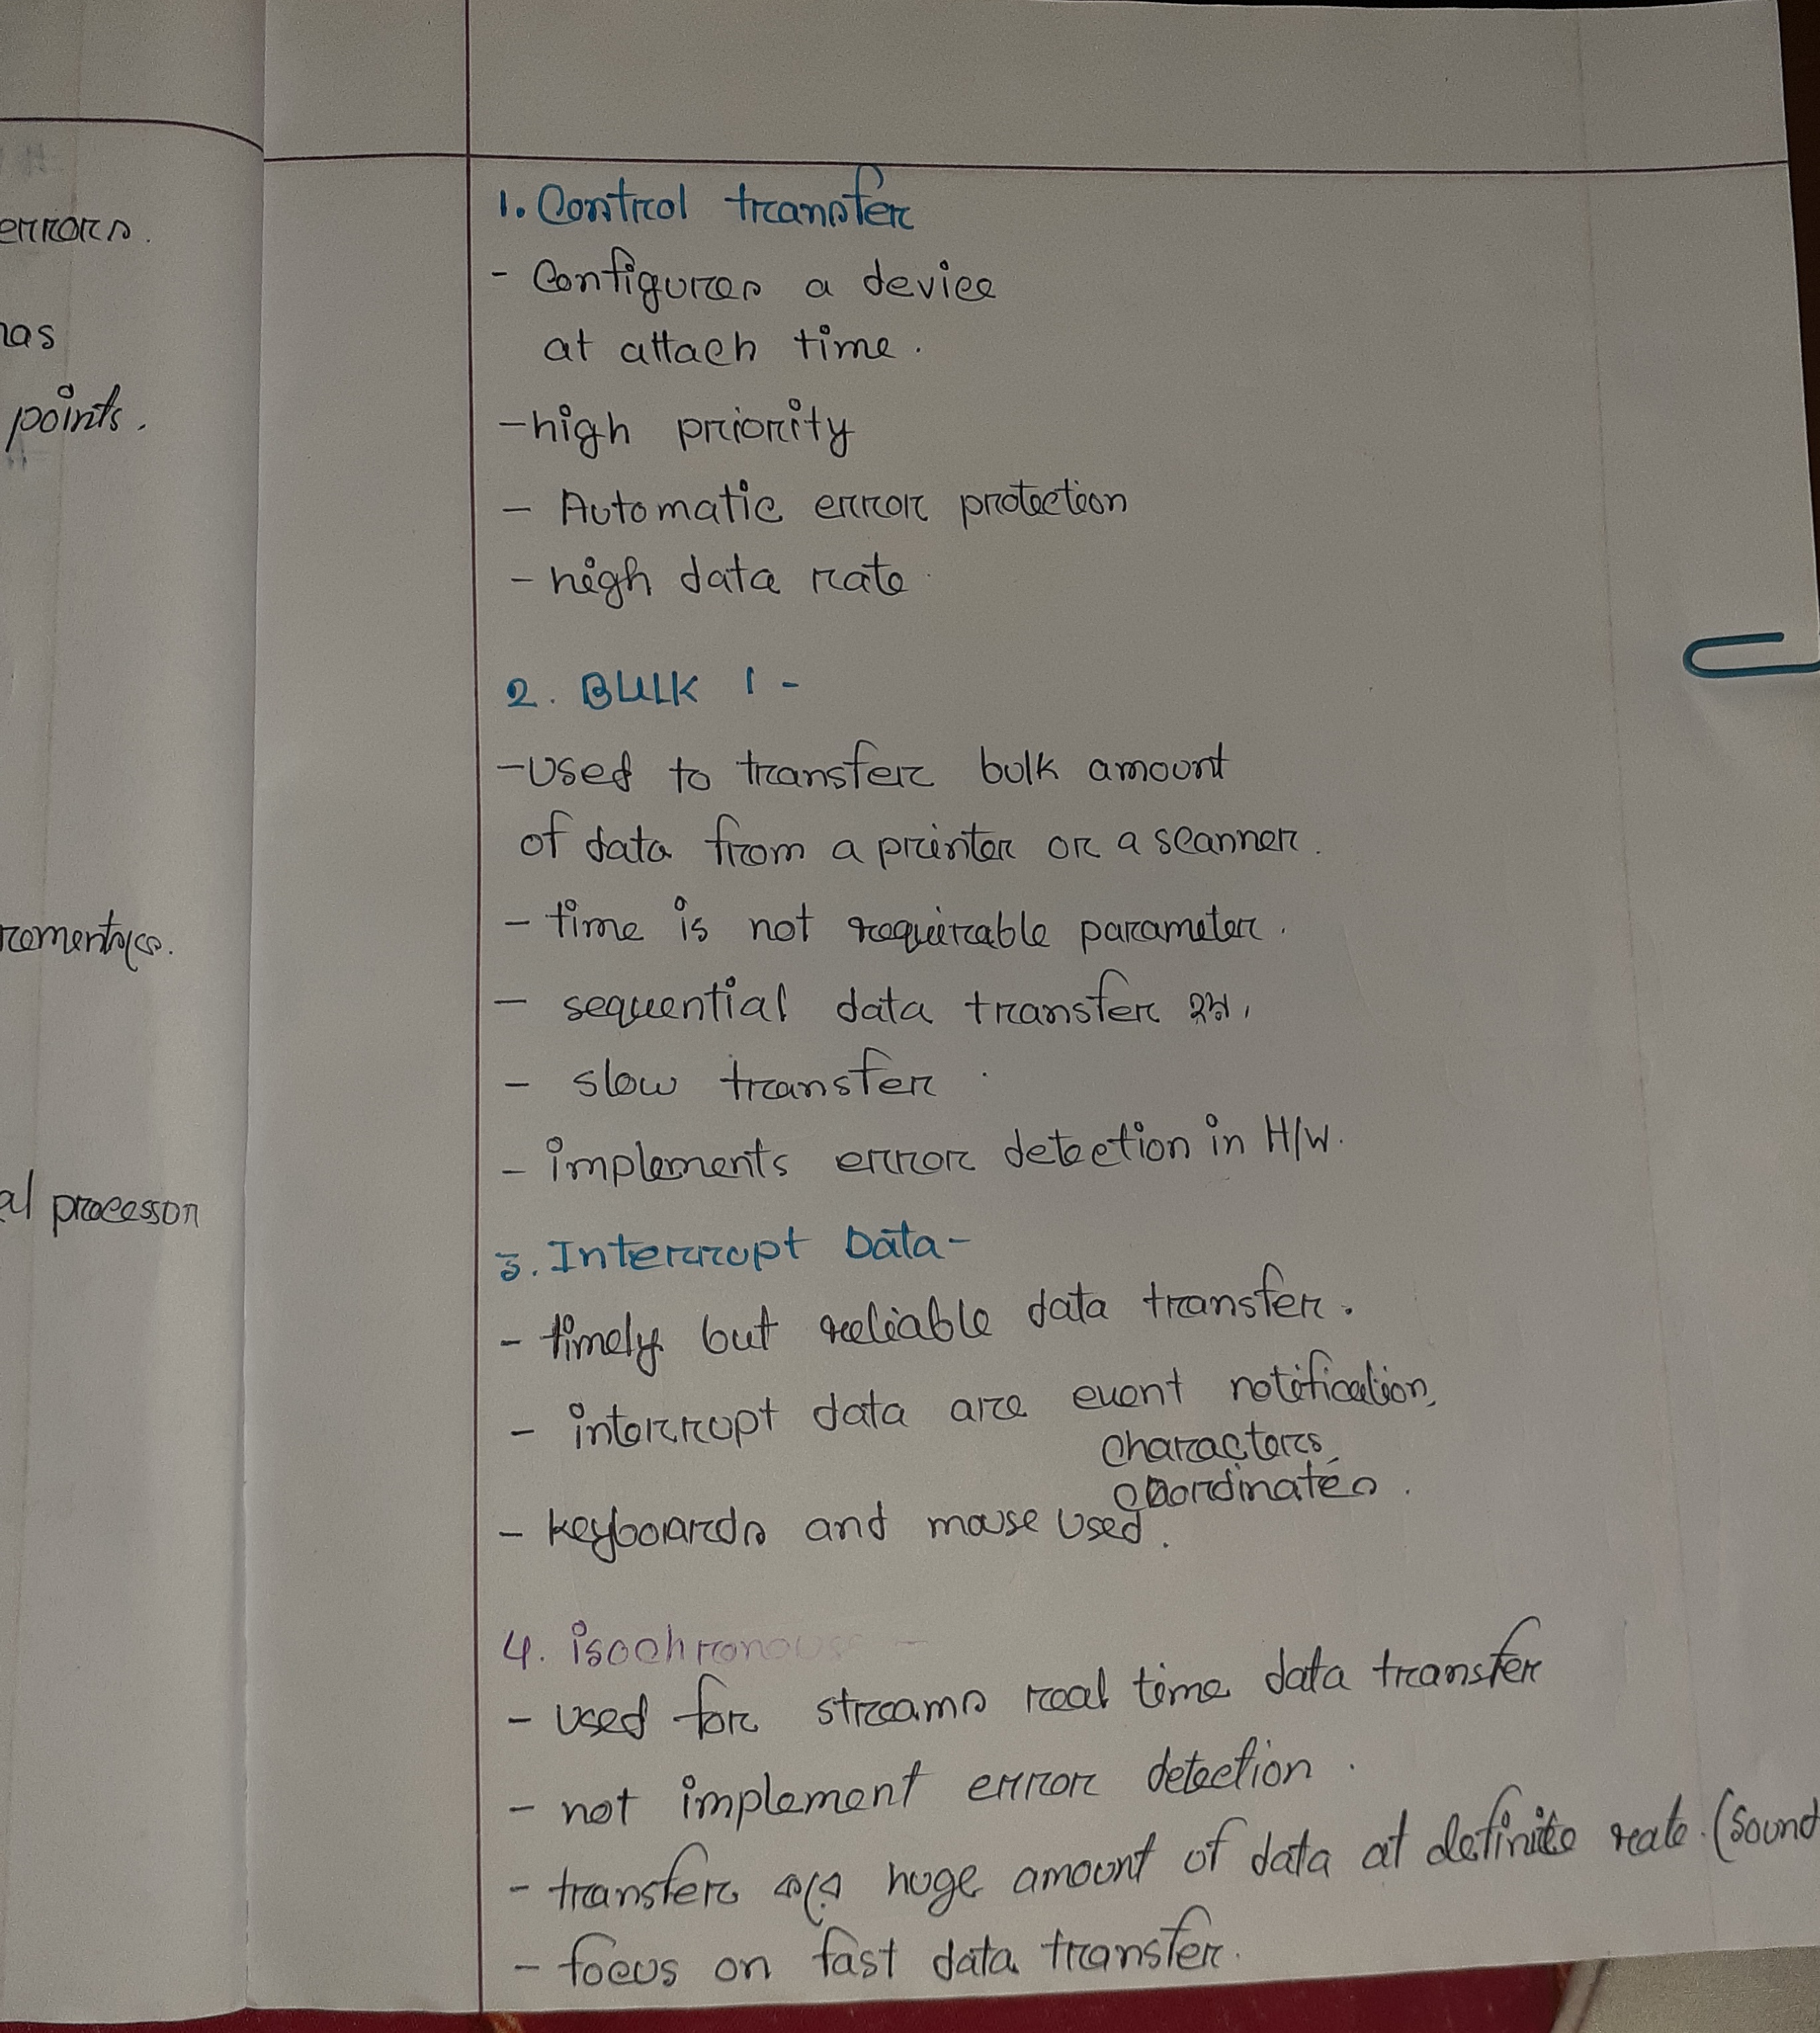 errors.
has
points.
al processor
1. Control transfer
- Configures a device
at attach time.
- high priority
- Automatic error protection
- high data rate
2. BULK 1 -
- Used to transfer bulk amount
of data from a printer or a scanner.
- time is not requirable parameter.
- sequential data transfer হয়।
- slow transfer
- implements error detection in H/W.
3. Interrupt Data -
- timely but reliable data transfer.
- interrupt data are event notification,
characters,
coordinates.
- keyboards and mouse used.
4. isochronous -
- used for streams real time data transfer
- not implement error detection.
- transfer করে huge amount of data at definite rate. (Sound
- focus on fast data transfer.